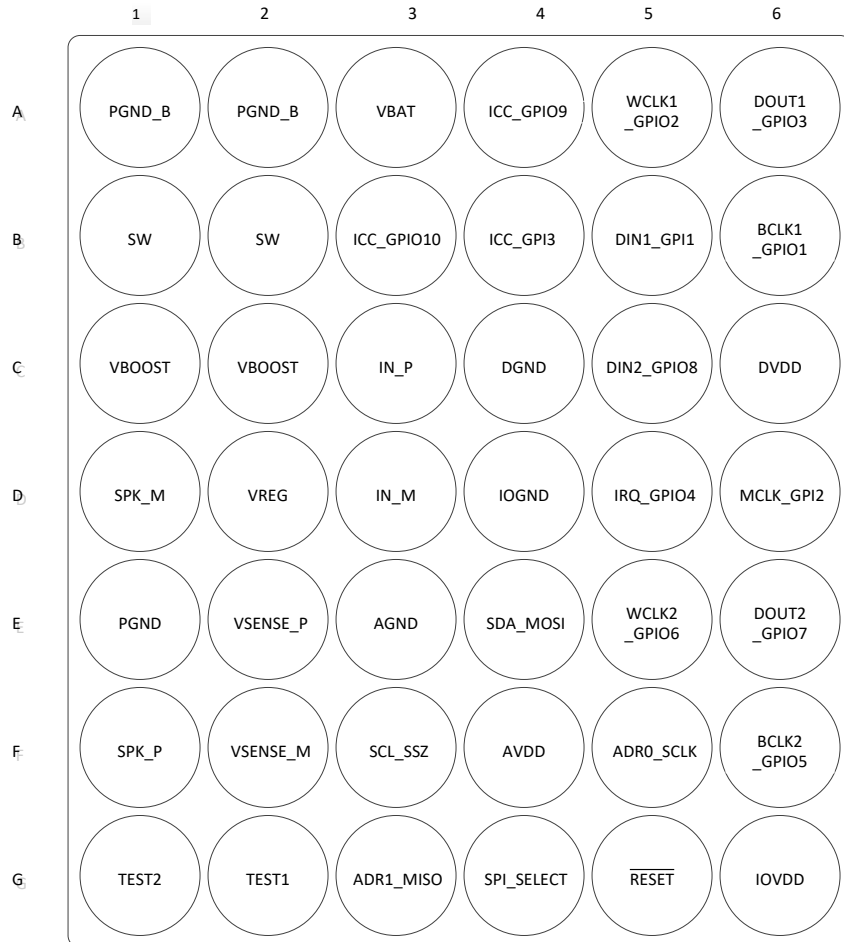 1 2 3 4 5 6
A PGND_B PGND_B VBAT ICC_GPIO9 WCLK1 DOUT1
_GPIO2 _GPIO3
B SW SW ICC_GPIO10 ICC_GPI3 DIN1_GPI1 BCLK1
_GPIO1
C VBOOST VBOOST IN_P DGND DIN2_GPIO8 DVDD
D SPK_M VREG IN_M IOGND IRQ_GPIO4 MCLK_GPI2
E PGND VSENSE_P AGND SDA_MOSI WCLK2 DOUT2
_GPIO6 _GPIO7
F SPK_P VSENSE_M SCL_SSZ AVDD ADR0_SCLK BCLK2
_GPIO5
G TEST2 TEST1 ADR1_MISO SPI_SELECT RESET IOVDD